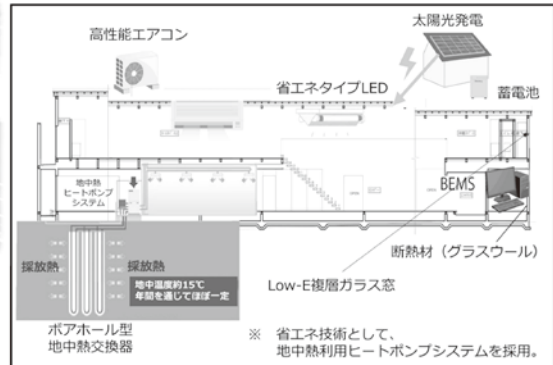 高性能エアコン
太陽光発電
省エネタイプLED
蓄電池
地中熱
ヒートポンプ
システム
BEMS
断熱材（グラスウール）
採放熱
採放熱
地中温度約15℃
年間を通じてほぼ一定
Low-E複層ガラス窓
ボアホール型
地中熱交換器
※ 省エネ技術として、
地中熱利用ヒートポンプシステムを採用。